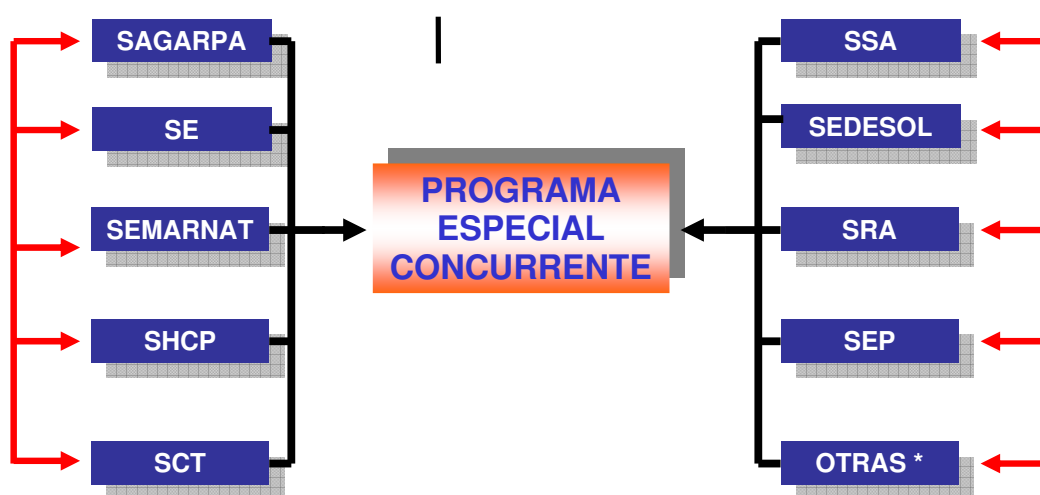 SAGARPA
SE
SEMARNAT
SHCP
SCT
PROGRAMA
ESPECIAL
CONCURRENTE
SSA
SEDESOL
SRA
SEP
OTRAS *